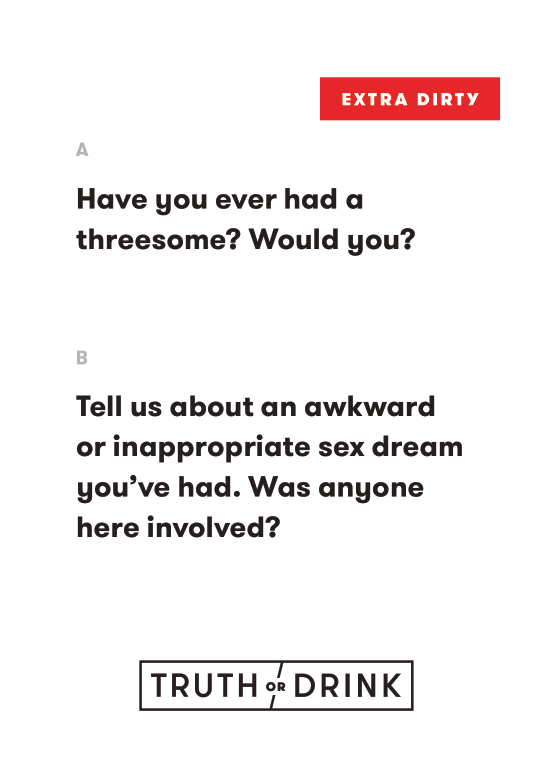 EXTRA DIRTY
A
Have you ever had a
threesome? Would you?
B
Tell us about an awkward
or inappropriate sex dream
you’ve had. Was anyone
here involved?
TRUTH OR DRINK